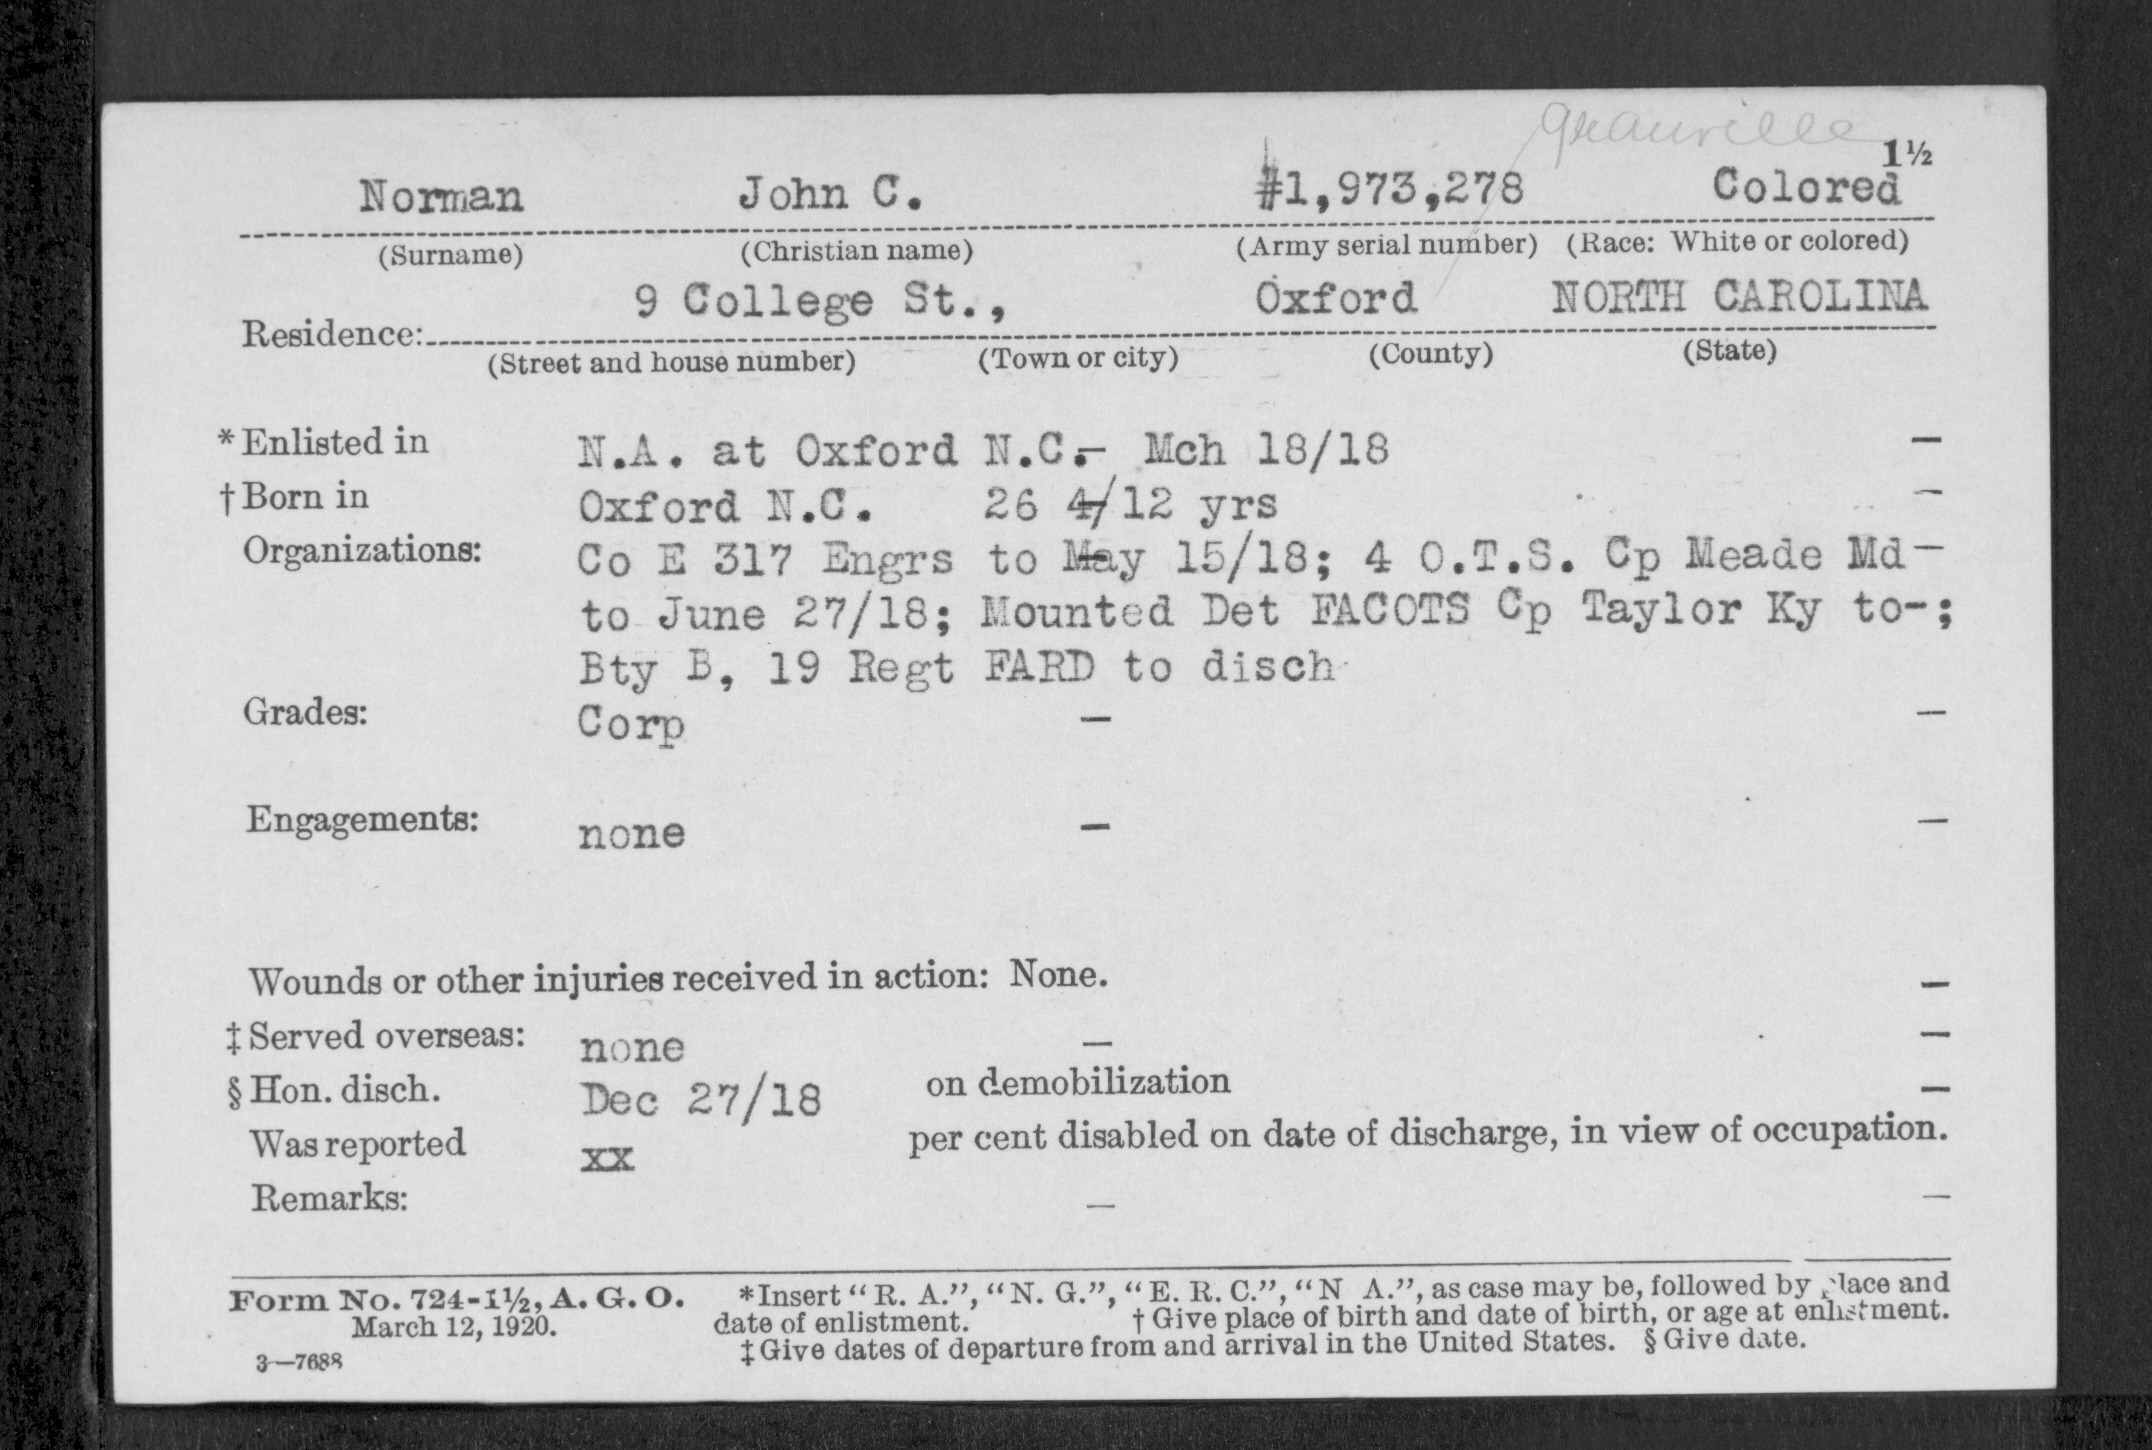 Granville
1½
Norman John C. #1,973,278 Colored
(Surname) (Christian name) (Army serial number) (Race: White or colored)
9 College St., Oxford NORTH CAROLINA
Residence:
(Street and house number) (Town or city) (County) (State)
*Enlisted in N.A. at Oxford N.C.- Mch 18/18 -
†Born in Oxford N.C. 26 4/12 yrs -
Organizations: Co E 317 Engrs to May 15/18; 4 O.T.S. Cp Meade Md -
to June 27/18; Mounted Det FACOTS Cp Taylor Ky to-;
Bty B, 19 Regt FARD to disch
Grades: Corp - -
Engagements: none - -
Wounds or other injuries received in action: None. -
‡Served overseas: none - -
§Hon. disch. Dec 27/18 on demobilization -
Was reported xx per cent disabled on date of discharge, in view of occupation.
Remarks: - -
Form No. 724-1½, A. G. O. *Insert "R. A.", "N. G.", "E. R. C.", "N A.", as case may be, followed by place and
March 12, 1920. date of enlistment. †Give place of birth and date of birth, or age at enlistment.
3—7688 ‡Give dates of departure from and arrival in the United States. §Give date.